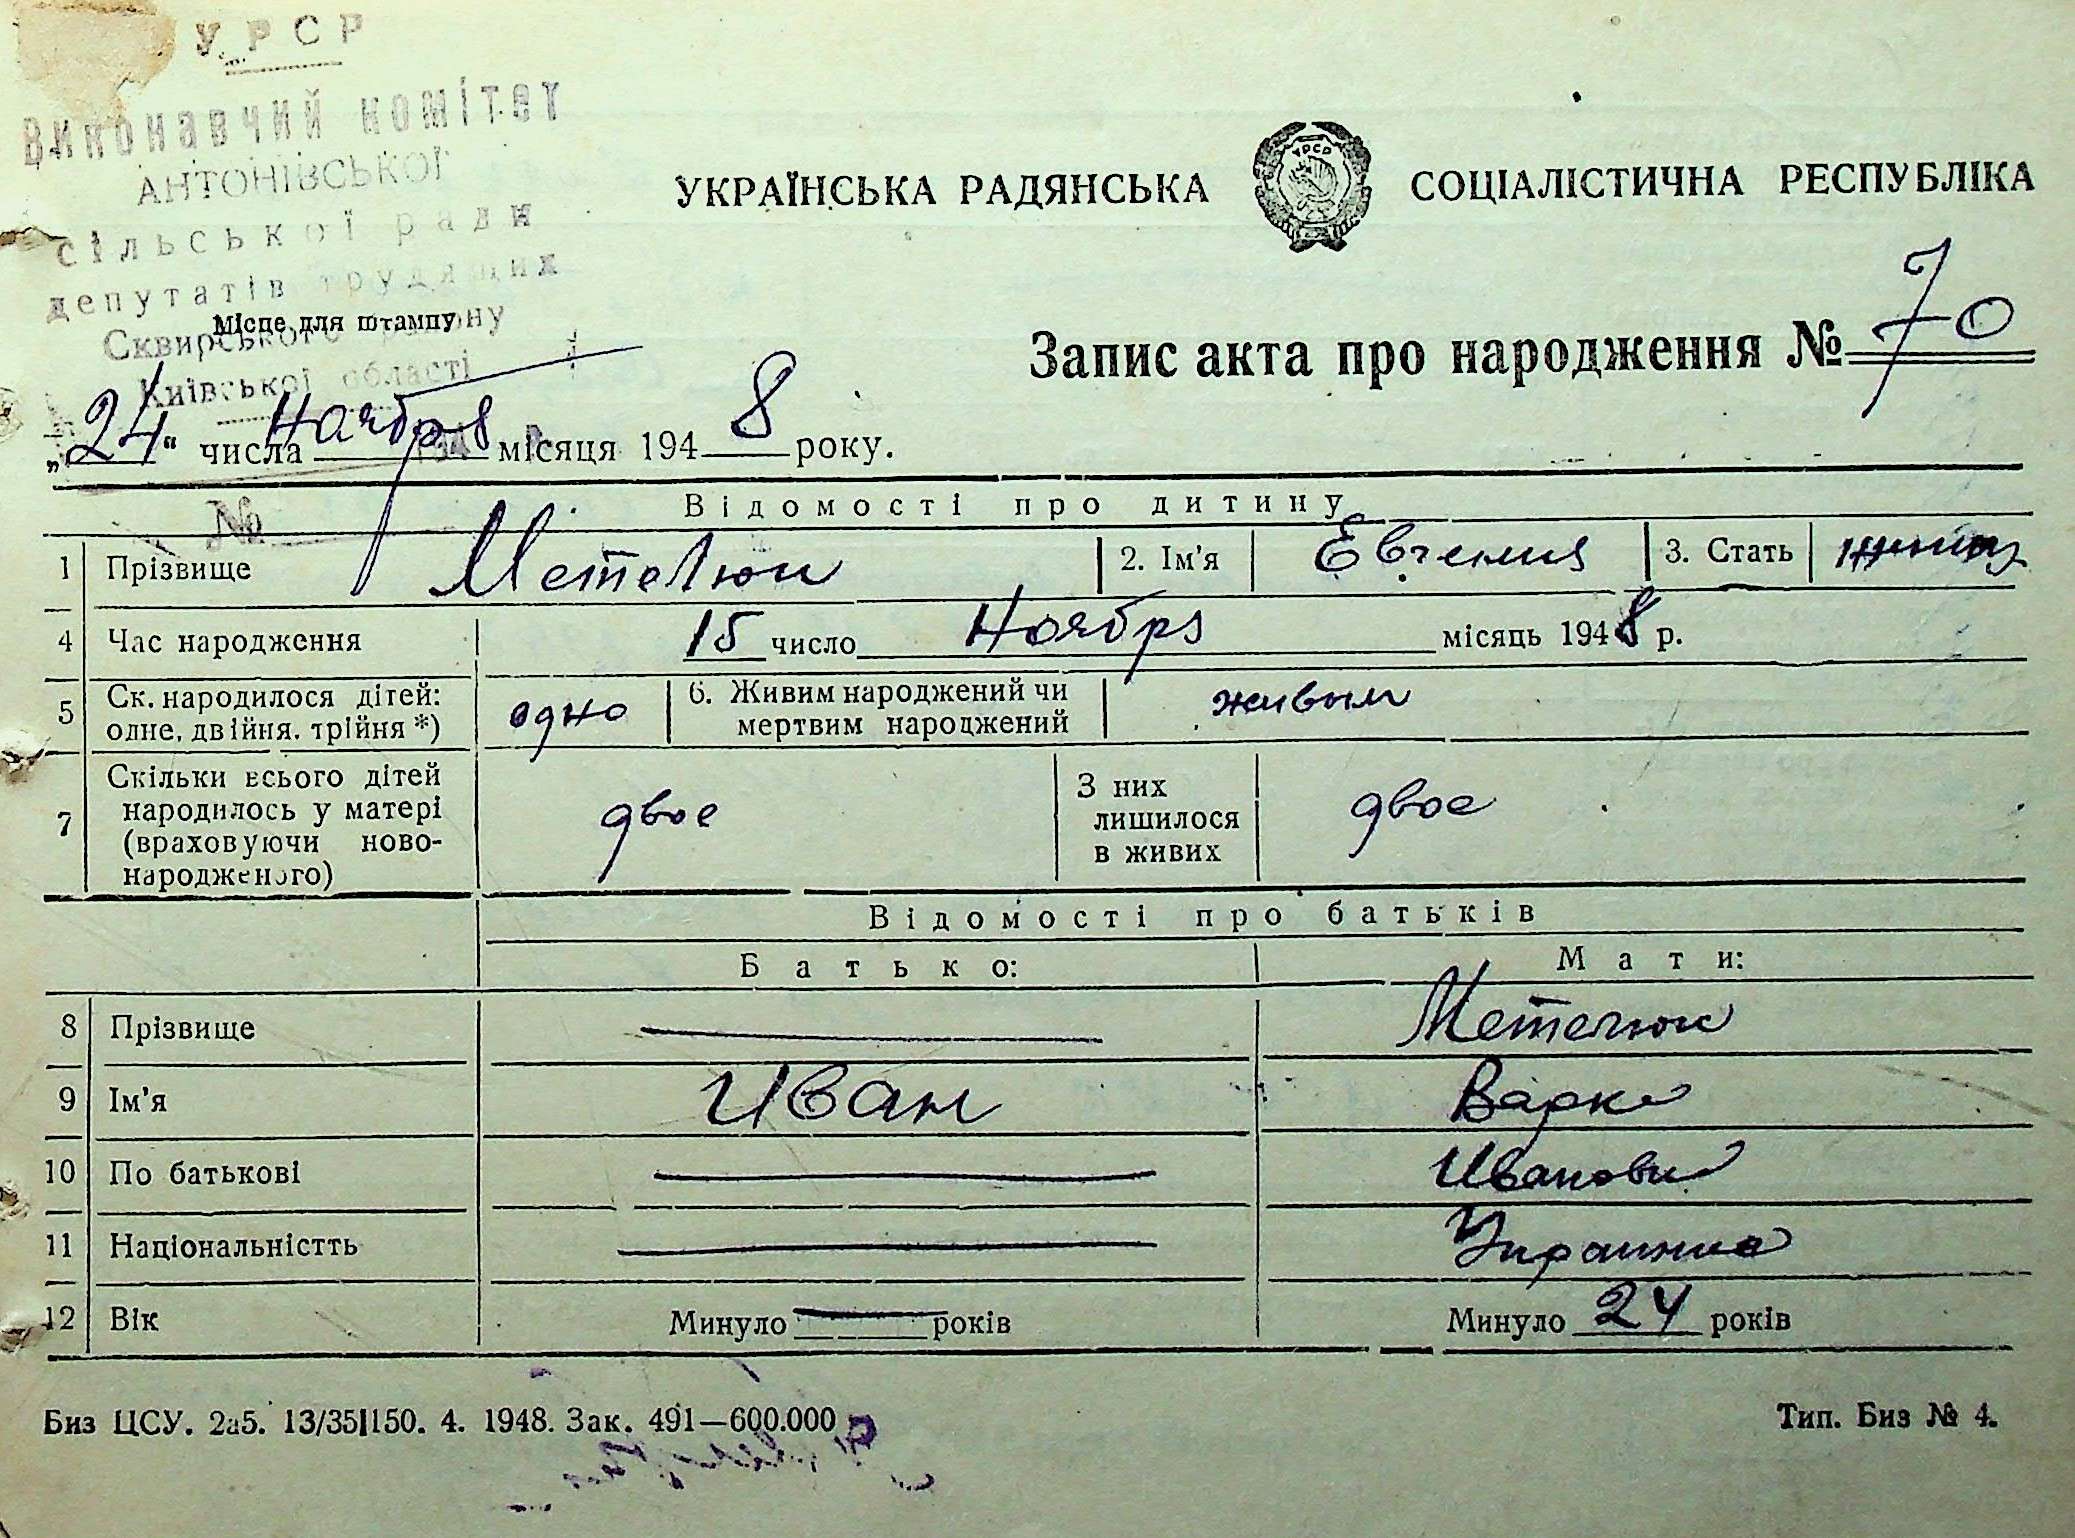 УРСР
Виконавчий комітет
АНТОНІВСЬКОЇ
сільської ради
депутатів трудящих
Місце для штампу
Сквирського району
Київської області
УКРАЇНСЬКА РАДЯНСЬКА СОЦІАЛІСТИЧНА РЕСПУБЛІКА
Запис акта про народження № 70
„24“ числа Ноября місяця 1948 року.
№
Відомості про дитину
1 Прізвище Метелюк 2. Ім'я Евгения 3. Стать
4 Час народження 15 число Ноября місяць 1948 р.
5 Ск. народилося дітей: одне, двійня, трійня *) одно 6. Живим народжений чи мертвим народжений живым
7 Скільки всього дітей народилось у матері (враховуючи ново-народженого) двое З них лишилося в живих двое
Відомості про батьків
Батько: Мати:
8 Прізвище Метелюк
9 Ім'я Иван Варка
10 По батькові Ивановн
11 Національністть Украинка
12 Вік Минуло років Минуло 24 років
Биз ЦСУ. 2а5. 13/35|150. 4. 1948. Зак. 491—600.000 Тип. Биз № 4.